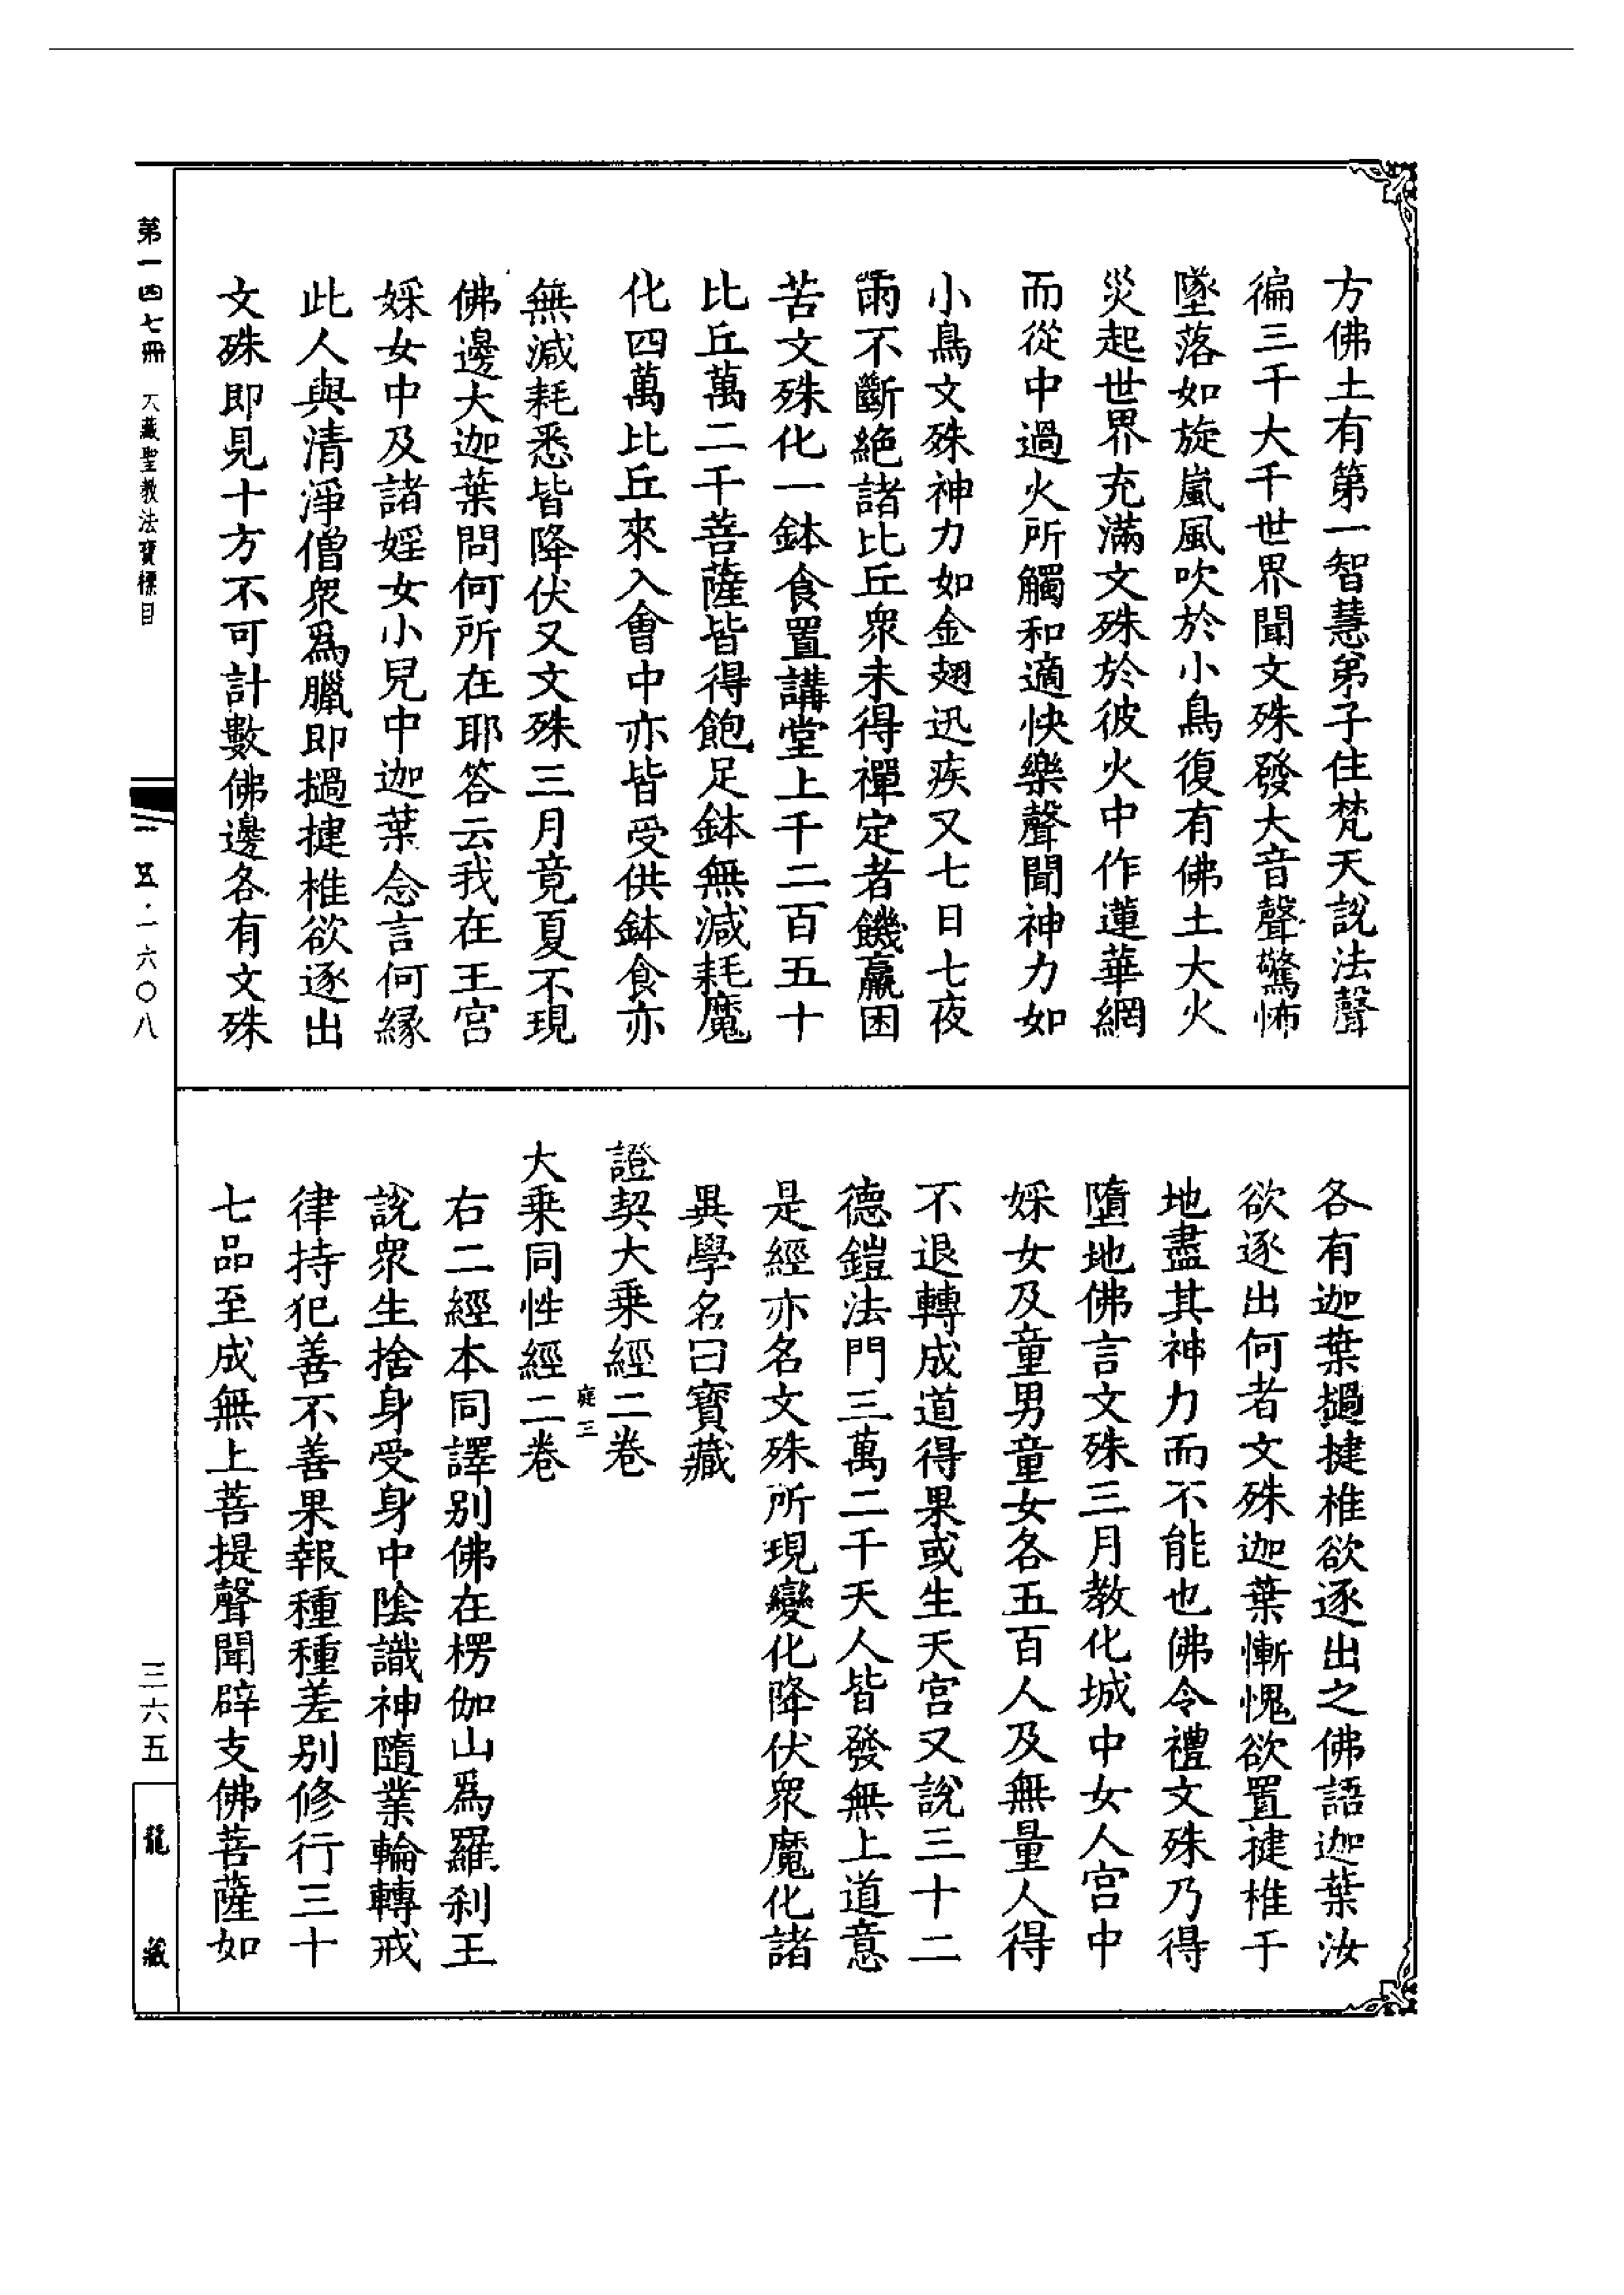 方佛土有第一智慧弟子住梵天說法聲
徧三千大千世界聞文殊發大音聲驚怖
墜落如旋嵐風吹於小鳥復有佛土大火
災起世界充滿文殊於彼火中作蓮華網
而從中過火所觸和適快樂聲聞神力如
小鳥文殊神力如金翅迅疾又七日七夜
雨不斷絕諸比丘眾未得禪定者饑羸困
苦文殊化一鉢食置講堂上千二百五十
比丘萬二千菩薩皆得飽足鉢無減耗魔
化四萬比丘來入會中亦皆受供鉢食亦
無減耗悉皆降伏又文殊三月竟夏不現
佛邊大迦葉問何所在耶答云我在王宮
婇女中及諸婬女小兒中迦葉念言何緣
此人與清淨僧眾為臘即撾揵椎欲逐出
文殊即見十方不可計數佛邊各有文殊
各有迦葉撾揵椎欲逐出之佛語迦葉汝
欲逐出何者文殊迦葉慚愧欲置揵椎于
地盡其神力而不能也佛令禮文殊乃得
墮地佛言文殊三月教化城中女人宮中
婇女及童男童女各五百人及無量人得
不退轉成道得果或生天宮又說三十二
德鎧法門三萬二千天人皆發無上道意
是經亦名文殊所現變化降伏眾魔化諸
異學名曰寶藏
證契大乘經二卷
庭三
大乘同性經二卷
右二經本同譯別佛在楞伽山為羅剎王
說眾生捨身受身中陰識神隨業輪轉戒
律持犯善不善果報種種差別修行三十
七品至成無上菩提聲聞辟支佛菩薩如
第一四七冊 大藏聖教法寶標目
一五·一六〇八
三六五
龍藏